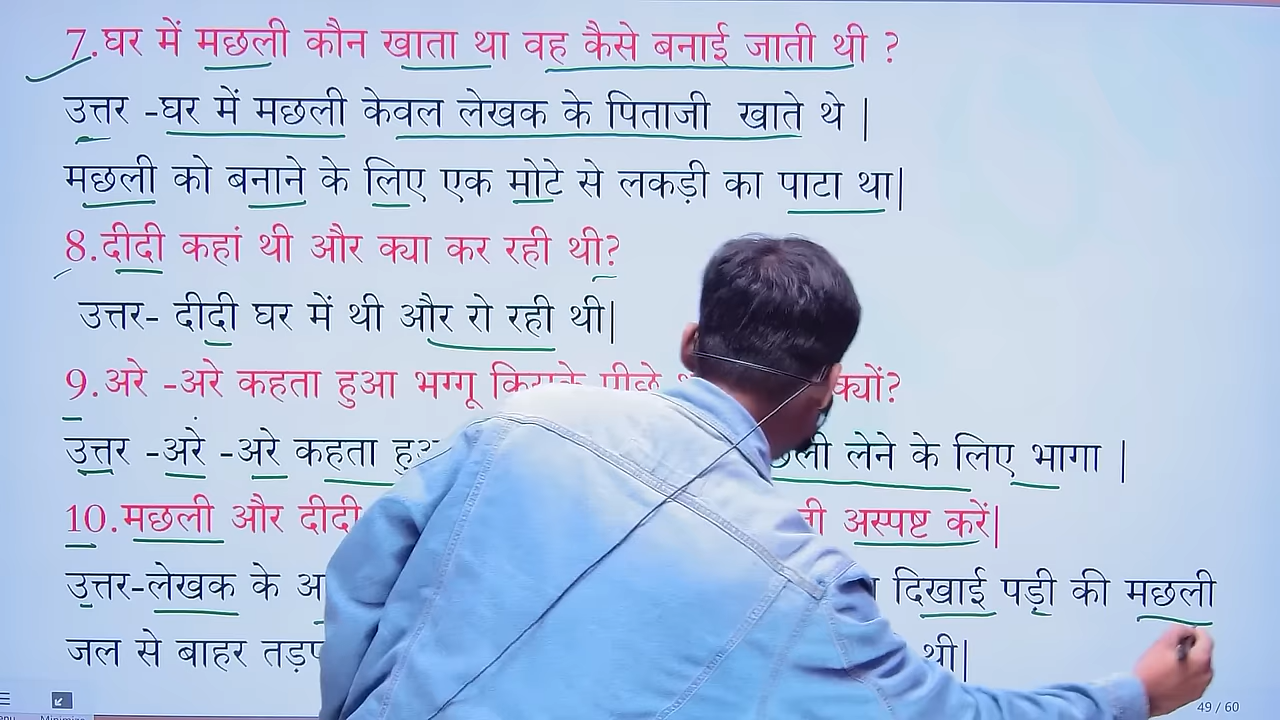 7.घर में मछली कौन खाता था वह कैसे बनाई जाती थी ?
उत्तर -घर में मछली केवल लेखक के पिताजी खाते थे |
मछली को बनाने के लिए एक मोटे से लकड़ी का पाटा था|
8.दीदी कहां थी और क्या कर रही थी?
उत्तर- दीदी घर में थी और रो रही थी|
9.अरे -अरे कहता हुआ भग्गू किसके पीछे क्यों?
उत्तर -अरे -अरे कहता लेने के लिए भागा |
10.मछली और दीदी अस्पष्ट करें|
उत्तर-लेखक के दिखाई पड़ी की मछली
जल से बाहर थी|
Minimize
49 / 60